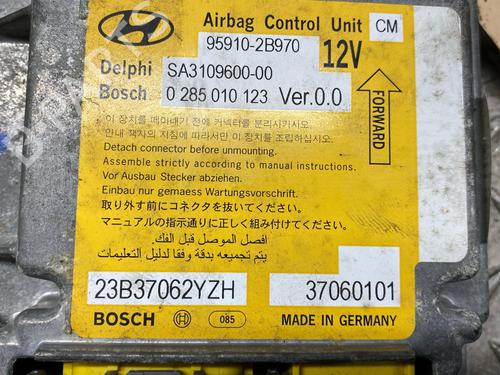 Airbag Control Unit CM
95910-2B970 12V
Delphi SA3109600-00
Bosch 0 285 010 123 Ver.0.0
FORWARD
이 장치를 떼어내기 전에 커넥터를 분리시키시오.
안내 책자의 지침에 따라서만 이 장치를 조립하십시오.
Detach connector before unmounting.
Assemble strictly according to manual instructions.
Vor Ausbau Stecker abziehen.
Einbau nur gemaess Wartungsvorschrift.
取り外す前にコネクタを抜いてください。
マニュアルの指示通りに正しく組み付けてください。
افصل الموصل قبل الفك.
يتم تجميعه بدقة وفقا لدليل التعليمات
23B37062YZH 37060101
BOSCH 085 MADE IN GERMANY